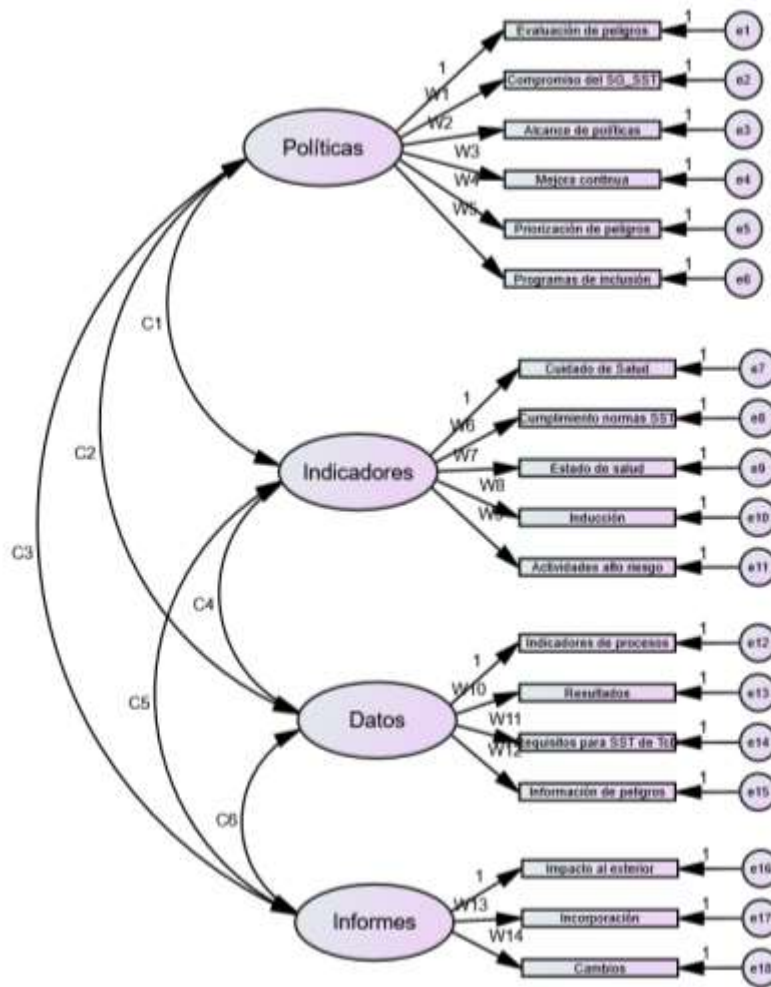 Evaluación de peligros
1
e1
1
W1
Compromiso del SG_SST
1
e2
W2
Políticas
Alcance de políticas
1
e3
W3
Mejora continua
1
e4
W4
Priorización de peligros
1
e5
W5
Programas de inclusión
1
e6
C1
Cuidado de Salud
1
e7
1
W6
Cumplimiento normas SST
1
e8
W7
C2
Indicadores
Estado de salud
1
e9
W8
Inducción
1
e10
W9
C3
Actividades alto riesgo
1
e11
C4
Indicadores de procesos
1
e12
1
W10
Resultados
1
e13
C5
Datos
W11
equisitos para SST de
1
e14
W12
Información de peligros
1
e15
C6
Impacto al exterior
1
e16
1
W13
Informes
Incorporación
1
e17
W14
Cambios
1
e18